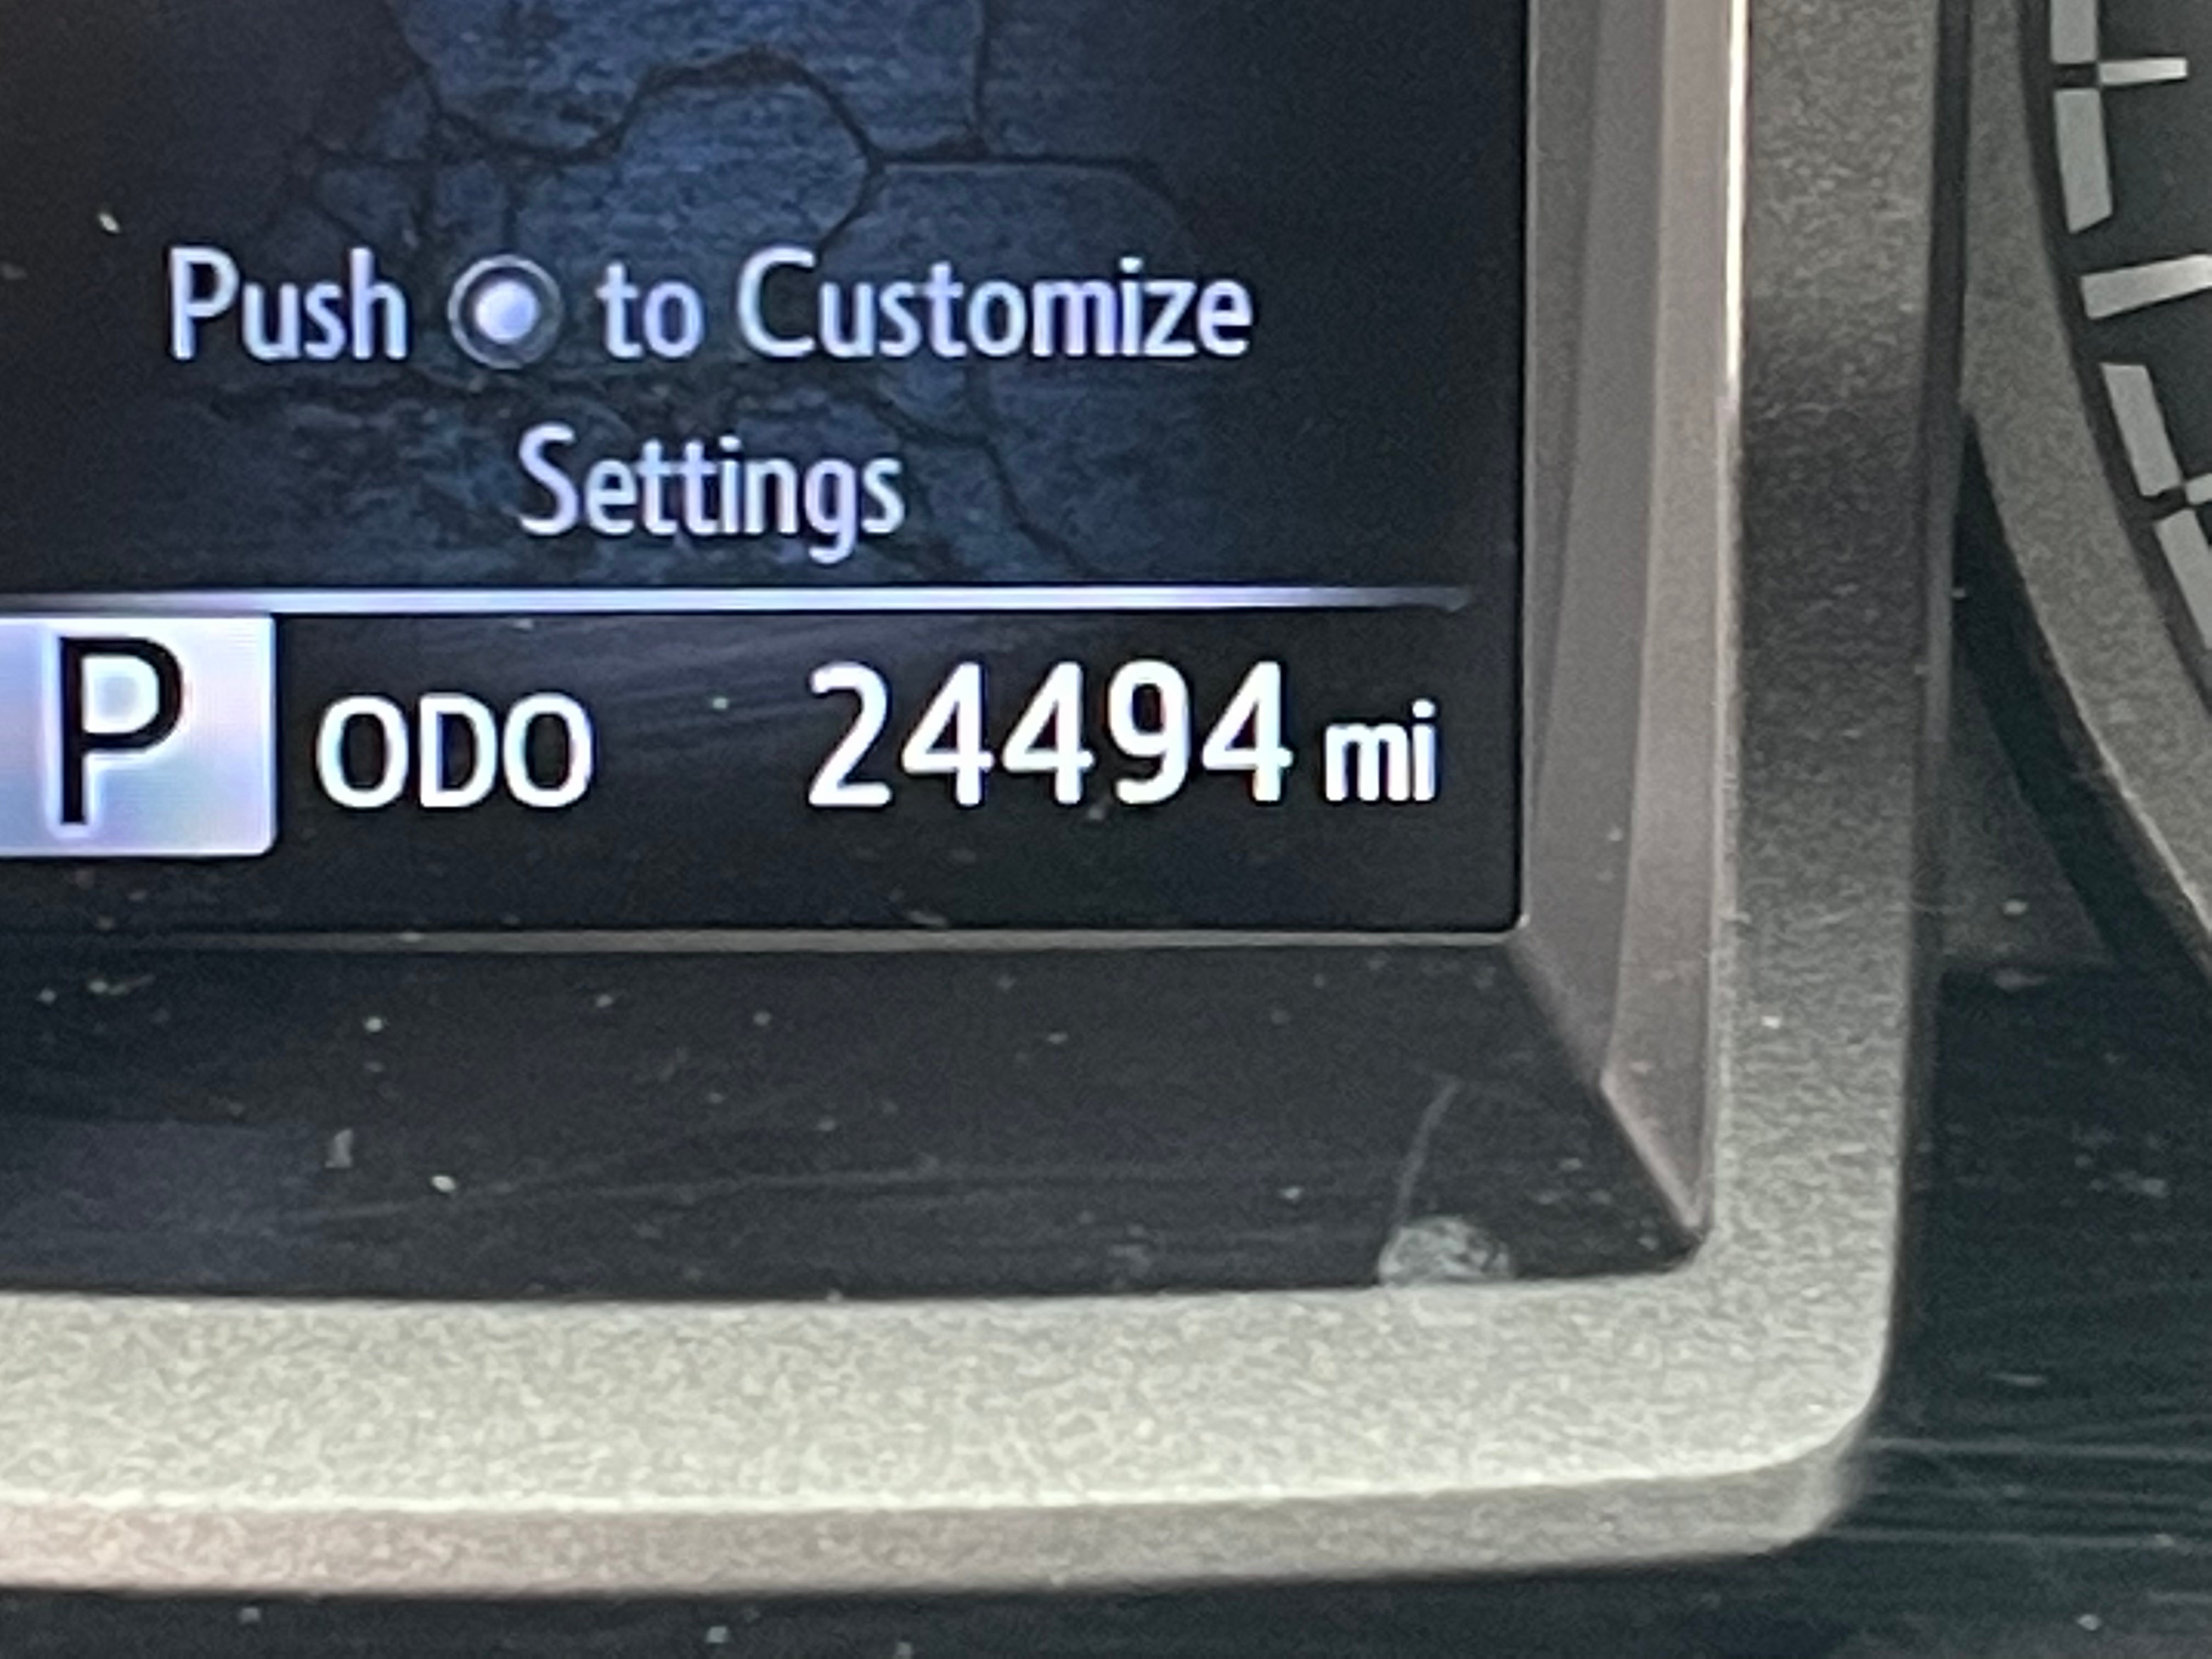 Push to Customize
Settings
P ODO 24494 mi